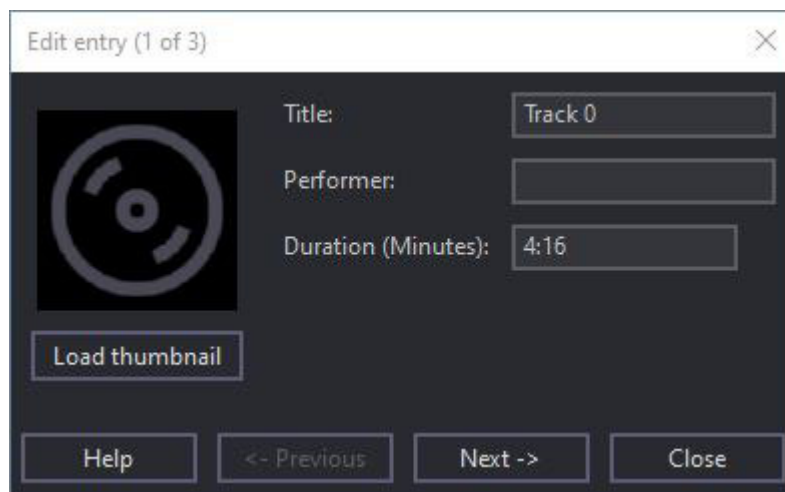 Edit entry (1 of 3)
Title: Track 0
Performer:
Duration (Minutes): 4:16
Load thumbnail
Help <- Previous Next -> Close